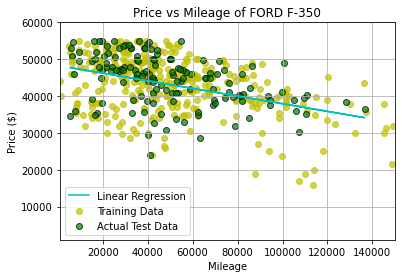 Price vs Mileage of FORD F-350
60000
50000
40000
30000
20000
10000
Price ($)
Linear Regression
Training Data
Actual Test Data
20000 40000 60000 80000 100000 120000 140000
Mileage